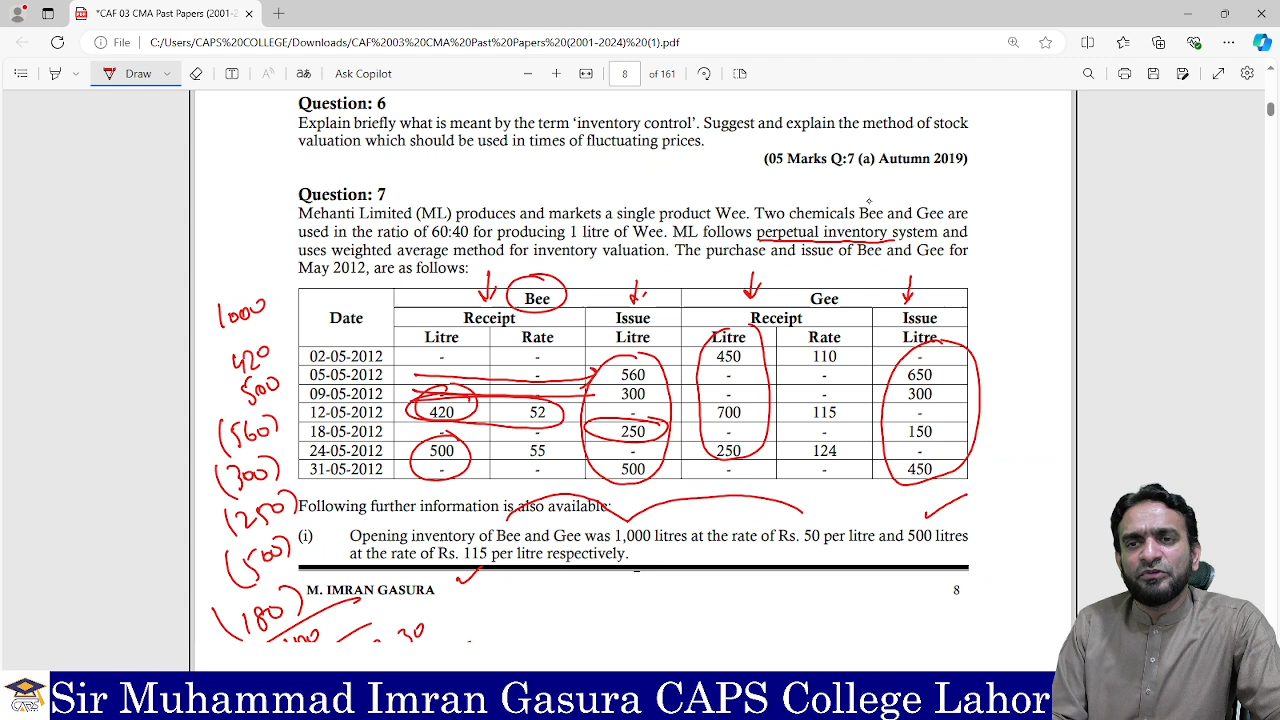 *CAF 03 CMA Past Papers (2001-2
File C:/Users/CAPS%20COLLEGE/Downloads/CAF%2003%20CMA%20Past%20Papers%20(2001-2024)%20(1).pdf
Draw
Ask Copilot
8 of 161
Question: 6
Explain briefly what is meant by the term ‘inventory control’. Suggest and explain the method of stock
valuation which should be used in times of fluctuating prices.
(05 Marks Q:7 (a) Autumn 2019)
Question: 7
Mehanti Limited (ML) produces and markets a single product Wee. Two chemicals Bee and Gee are
used in the ratio of 60:40 for producing 1 litre of Wee. ML follows perpetual inventory system and
uses weighted average method for inventory valuation. The purchase and issue of Bee and Gee for
May 2012, are as follows:
Date Bee Gee
Receipt Issue Receipt Issue
Litre Rate Litre Litre Rate Litre
02-05-2012 - - - 450 110 -
05-05-2012 - - 560 - - 650
09-05-2012 - - 300 - - 300
12-05-2012 420 52 - 700 115 -
18-05-2012 - - 250 - - 150
24-05-2012 500 55 - 250 124 -
31-05-2012 - - 500 - - 450
1000
420
500
(560)
(300)
(250)
(500)
(180)
30
Following further information is also available:
(i) Opening inventory of Bee and Gee was 1,000 litres at the rate of Rs. 50 per litre and 500 litres
at the rate of Rs. 115 per litre respectively.
M. IMRAN GASURA 8
CAPS
Sir Muhammad Imran Gasura CAPS College Lahor